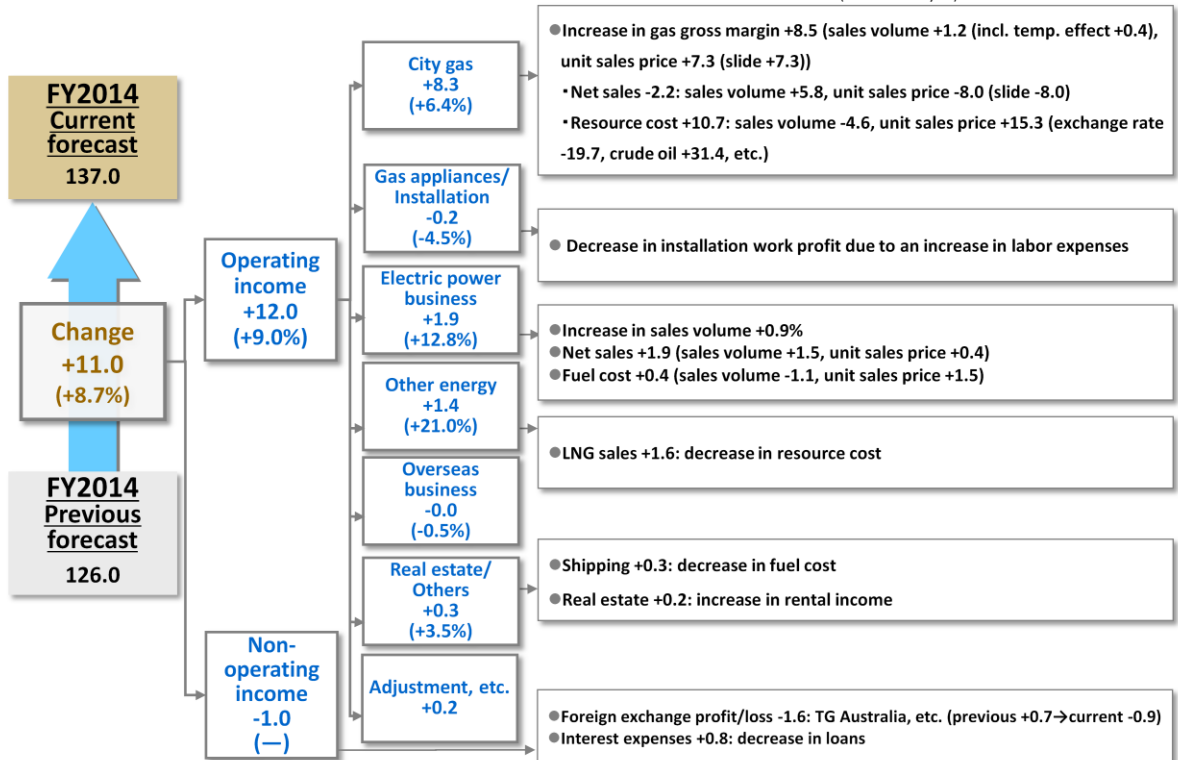 FY2014
Current
forecast
137.0
Change
+11.0
(+8.7%)
FY2014
Previous
forecast
126.0
Operating
income
+12.0
(+9.0%)
Non-
operating
income
-1.0
(—)
City gas
+8.3
(+6.4%)
Gas appliances/
Installation
-0.2
(-4.5%)
Electric power
business
+1.9
(+12.8%)
Other energy
+1.4
(+21.0%)
Overseas
business
-0.0
(-0.5%)
Real estate/
Others
+0.3
(+3.5%)
Adjustment, etc.
+0.2
●Increase in gas gross margin +8.5 (sales volume +1.2 (incl. temp. effect +0.4),
unit sales price +7.3 (slide +7.3))
・Net sales -2.2: sales volume +5.8, unit sales price -8.0 (slide -8.0)
・Resource cost +10.7: sales volume -4.6, unit sales price +15.3 (exchange rate
-19.7, crude oil +31.4, etc.)
● Decrease in installation work profit due to an increase in labor expenses
●Increase in sales volume +0.9%
●Net sales +1.9 (sales volume +1.5, unit sales price +0.4)
●Fuel cost +0.4 (sales volume -1.1, unit sales price +1.5)
●LNG sales +1.6: decrease in resource cost
●Shipping +0.3: decrease in fuel cost
●Real estate +0.2: increase in rental income
●Foreign exchange profit/loss -1.6: TG Australia, etc. (previous +0.7→current -0.9)
●Interest expenses +0.8: decrease in loans